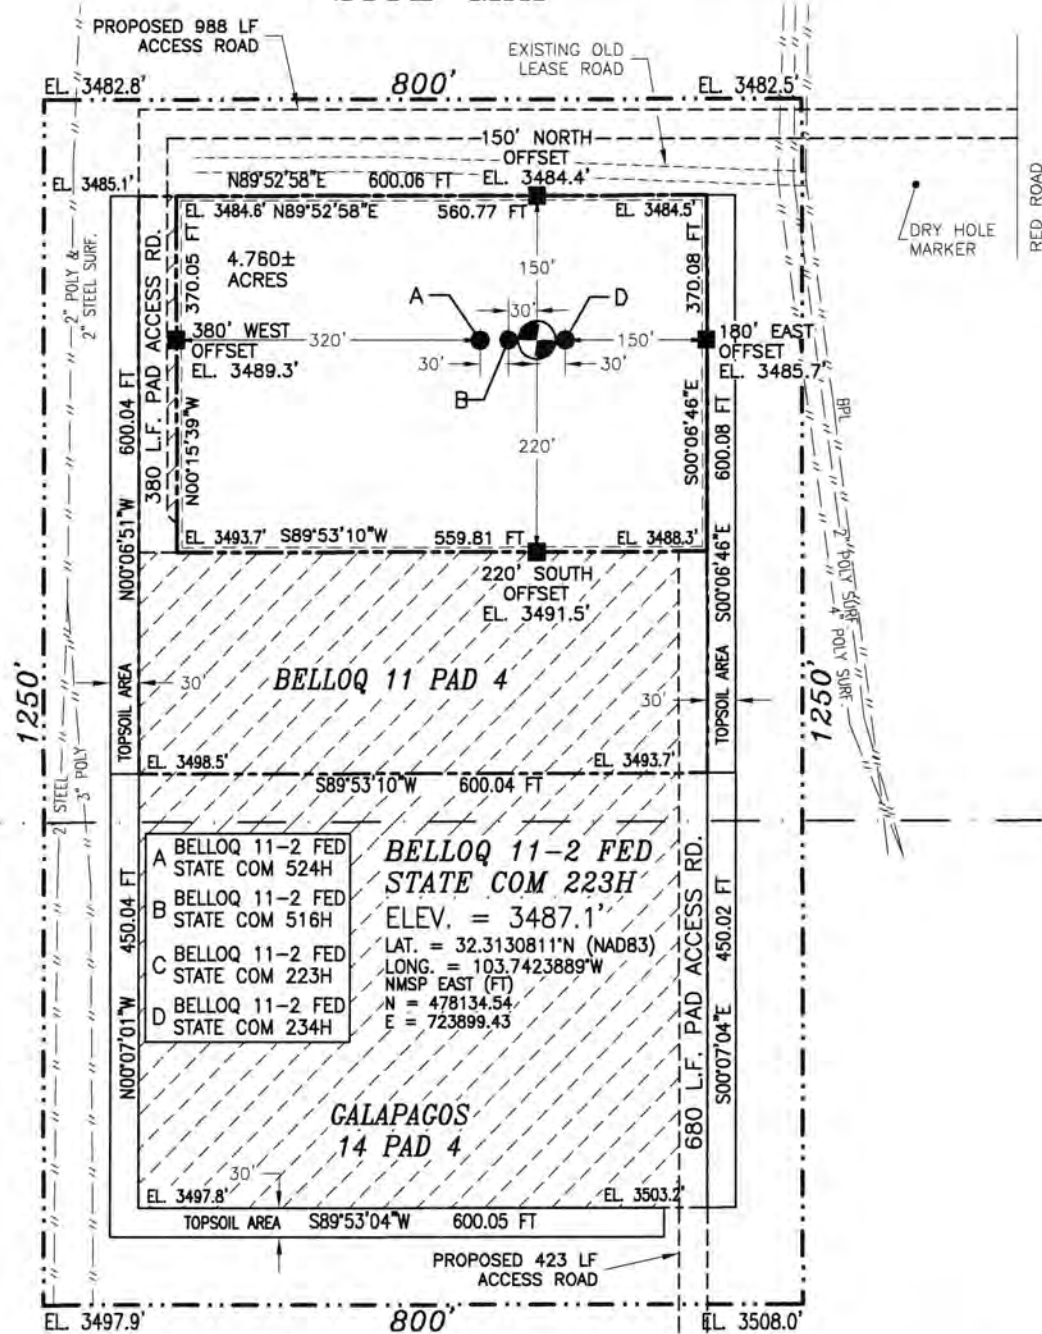 PROPOSED 988 LF
ACCESS ROAD
EXISTING OLD
LEASE ROAD
EL. 3482.8'
800'
EL. 3482.5'
150' NORTH
OFFSET
EL. 3485.1'
N89°52'58"E 600.06 FT
EL. 3484.4'
EL. 3484.6'
N89°52'58"E 560.77 FT
EL. 3484.5'
RED ROAD
DRY HOLE
MARKER
2" POLY &
2" STEEL SURF.
380 L.F. PAD ACCESS RD.
370.05 FT
N00°15'39"W
4.760±
ACRES
150'
370.08 FT
S00°06'46"E
A
30'
D
380' WEST
OFFSET
EL. 3489.3'
320'
150'
180' EAST
OFFSET
EL. 3485.7'
30'
30'
B
600.04 FT
N00°06'51"W
220'
600.08 FT
S00°06'46"E
BPL
2" POLY SURF
4" POLY SURF.
EL. 3493.7'
S89°53'10"W 559.81 FT
EL. 3488.3'
220' SOUTH
OFFSET
EL. 3491.5'
1250'
TOPSOIL AREA
30'
BELLOQ 11 PAD 4
30'
TOPSOIL AREA
1250'
EL. 3498.5'
EL. 3493.7'
S89°53'10"W 600.04 FT
2" STEEL
3" POLY
A BELLOQ 11-2 FED
STATE COM 524H
B BELLOQ 11-2 FED
STATE COM 516H
C BELLOQ 11-2 FED
STATE COM 223H
D BELLOQ 11-2 FED
STATE COM 234H
BELLOQ 11-2 FED
STATE COM 223H
ELEV. = 3487.1'
LAT. = 32.3130811°N (NAD83)
LONG. = 103.7423889°W
NMSP EAST (FT)
N = 478134.54
E = 723899.43
450.04 FT
N00°07'01"W
680 L.F. PAD ACCESS RD.
450.02 FT
S00°07'04"E
GALAPAGOS
14 PAD 4
30'
EL. 3497.8'
EL. 3503.2'
TOPSOIL AREA S89°53'04"W 600.05 FT
PROPOSED 423 LF
ACCESS ROAD
EL. 3497.9'
800'
EL. 3508.0'